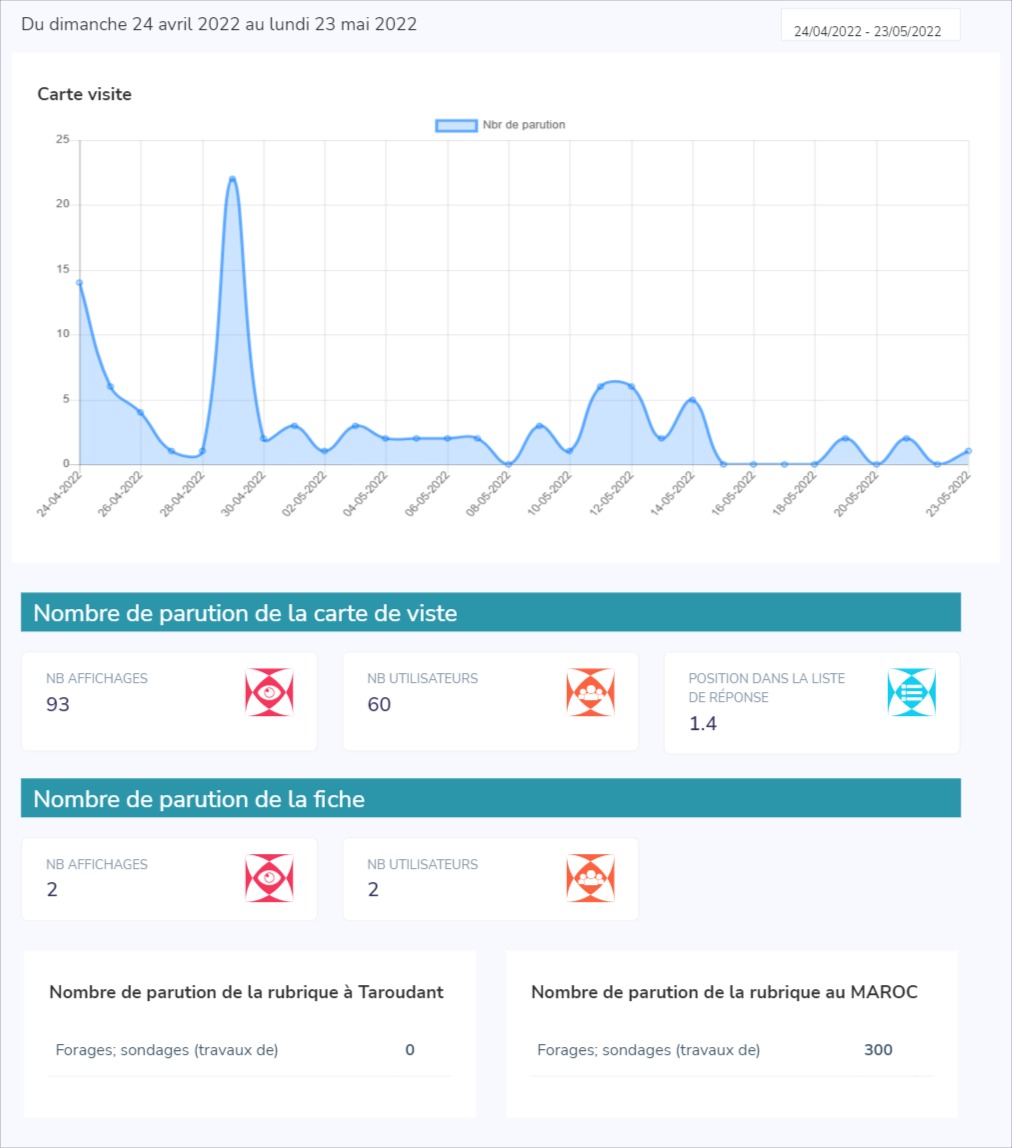 Du dimanche 24 avril 2022 au lundi 23 mai 2022
24/04/2022 - 23/05/2022
Carte visite
Nbr de parution
25
20
15
10
5
0
24-04-2022
26-04-2022
28-04-2022
30-04-2022
02-05-2022
04-05-2022
06-05-2022
08-05-2022
10-05-2022
12-05-2022
14-05-2022
16-05-2022
18-05-2022
20-05-2022
23-05-2022
Nombre de parution de la carte de viste
NB AFFICHAGES
93
NB UTILISATEURS
60
POSITION DANS LA LISTE
DE RÉPONSE
1.4
Nombre de parution de la fiche
NB AFFICHAGES
2
NB UTILISATEURS
2
Nombre de parution de la rubrique à Taroudant
Forages; sondages (travaux de) 0
Nombre de parution de la rubrique au MAROC
Forages; sondages (travaux de) 300